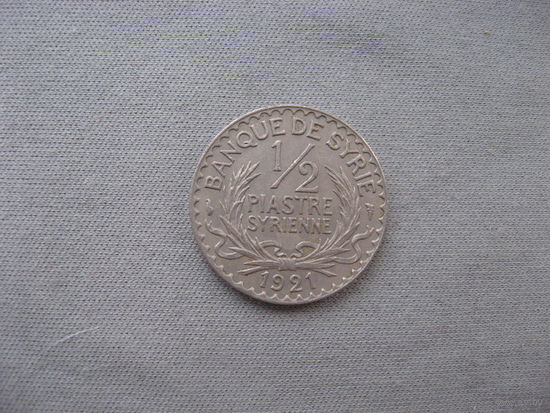 BANQUE DE SYRIE
1/2
PIASTRE
SYRIENNE
1921